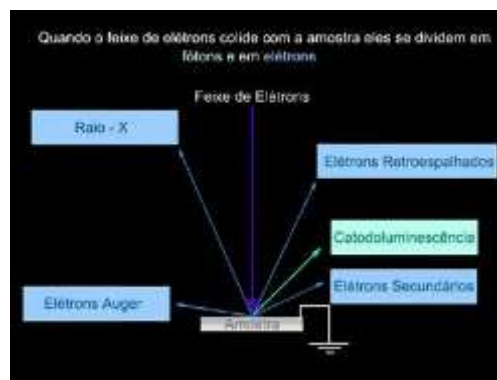 Quando o feixe de elétrons colide com a amostra eles se dividem em
fótons e em elétrons
Feixe de Elétrons
Raio - X
Elétrons Retroespalhados
Catodoluminescência
Elétrons Secundários
Elétrons Auger
Amostra